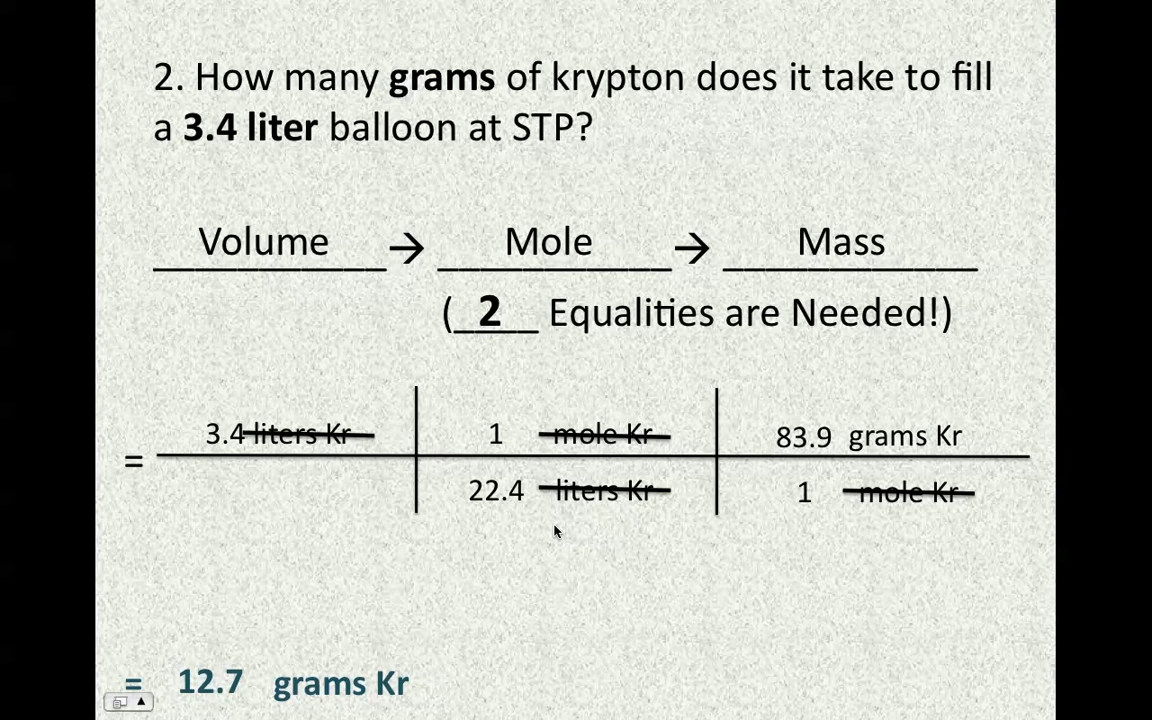 2. How many grams of krypton does it take to fill
a 3.4 liter balloon at STP?
Volume → Mole → Mass
(__2__ Equalities are Needed!)
3.4 liters Kr 1 mole Kr 83.9 grams Kr
=
22.4 liters Kr 1 mole Kr
= 12.7 grams Kr